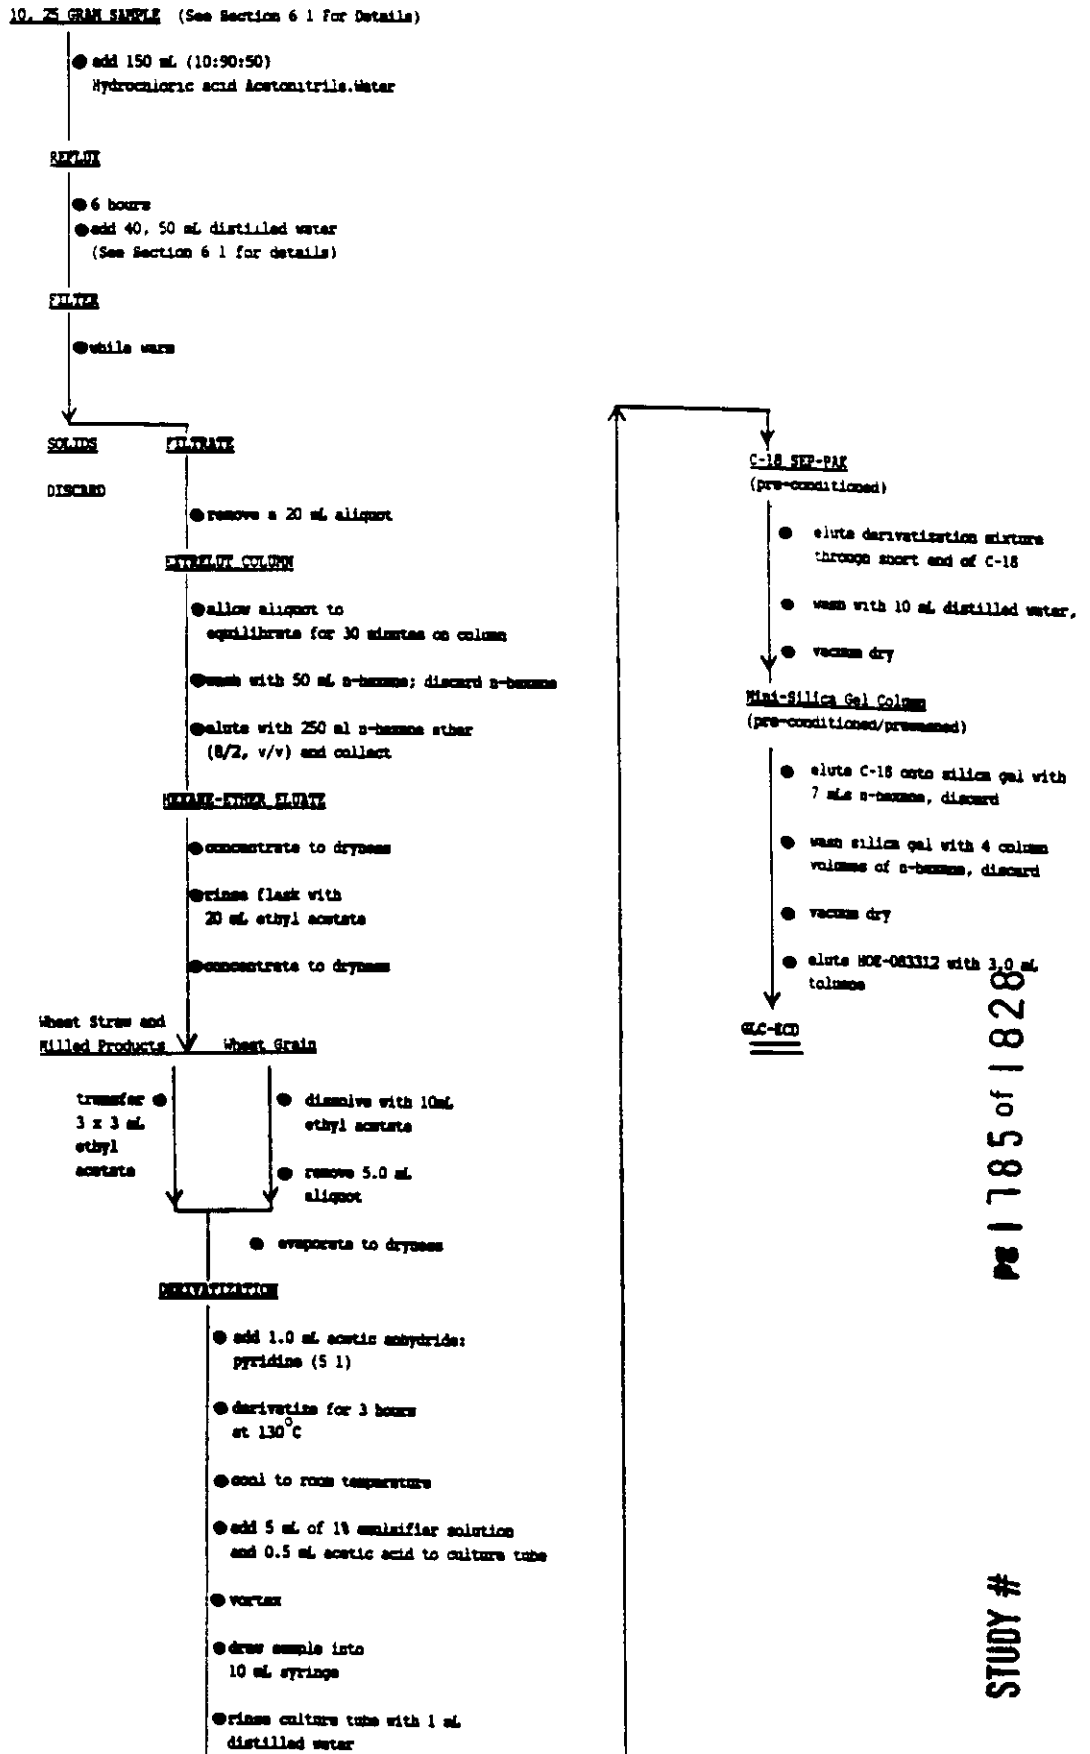 10, 25 GRAM SAMPLE (See Section 6 1 For Details)
add 150 mL (10:90:50)
Hydrochloric acid Acetonitrile.Water
REFLUX
6 hours
add 40, 50 mL distilled water
(See Section 6 1 for details)
FILTER
while warm
SOLIDS FILTRATE
DISCARD
remove a 20 mL aliquot
EXTRELUT COLUMN
allow aliquot to
equilibrate for 30 minutes on column
wash with 50 mL n-hexane; discard n-hexane
elute with 250 ml n-hexane ether
(8/2, v/v) and collect
HEXANE-ETHER ELUATE
concentrate to dryness
rinse flask with
20 mL ethyl acetate
concentrate to dryness
Wheat Straw and
Milled Products Wheat Grain
transfer
3 x 3 mL
ethyl
acetate
dissolve with 10mL
ethyl acetate
remove 5.0 mL
aliquot
evaporate to dryness
DERIVATIZATION
add 1.0 mL acetic anhydride:
pyridine (5 1)
derivatize for 3 hours
at 130°C
cool to room temperature
add 5 mL of 1% emulsifier solution
and 0.5 mL acetic acid to culture tube
vortex
draw sample into
10 mL syringe
rinse culture tube with 1 mL
distilled water
C-18 SEP-PAK
(pre-conditioned)
elute derivatization mixture
through short end of C-18
wash with 10 mL distilled water,
vacuum dry
Mini-Silica Gel Column
(pre-conditioned/prewashed)
elute C-18 onto silica gel with
7 mLs n-hexane, discard
wash silica gel with 4 column
volumes of n-hexane, discard
vacuum dry
elute HOE-083312 with 3.0 mL
toluene
GLC-ECD
pg 1785 of 1828
STUDY #